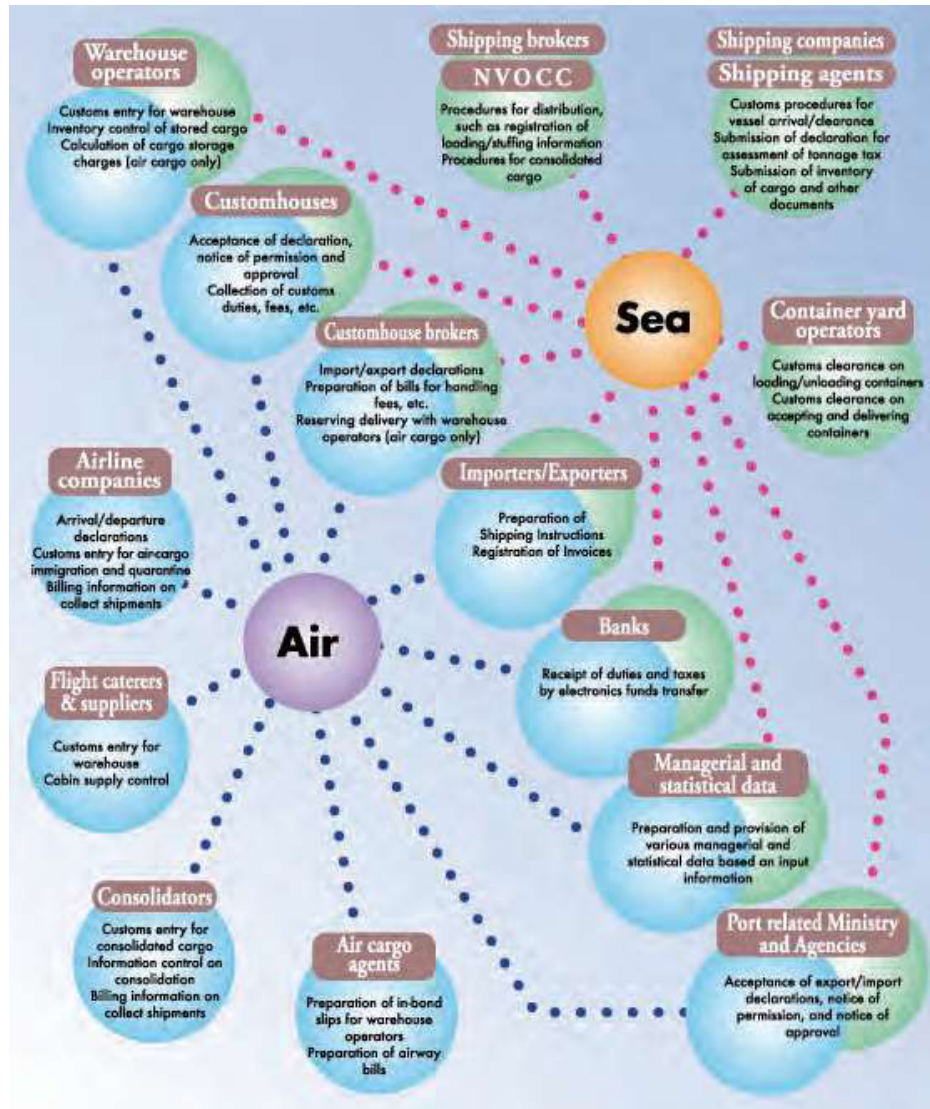 Warehouse
operators
Customs entry for warehouse
Inventory control of stored cargo
Calculation of cargo storage
charges (air cargo only)
Shipping brokers
NVOCC
Procedures for distribution,
such as registration of
loading/stuffing information
Procedures for consolidated
cargo
Shipping companies
Shipping agents
Customs procedures for
vessel arrival/clearance
Submission of declaration for
assessment of tonnage tax
Submission of inventory
of cargo and other
documents
Customhouses
Acceptance of declaration,
notice of permission and
approval
Collection of customs
duties, fees, etc.
Sea
Container yard
operators
Customs clearance on
loading/unloading containers
Customs clearance on
accepting and delivering
containers
Customhouse brokers
Import/export declarations
Preparation of bills for handling
fees, etc.
Reserving delivery with warehouse
operators (air cargo only)
Airline
companies
Arrival/departure
declarations
Customs entry for air-cargo
immigration and quarantine
Billing information on
collect shipments
Importers/Exporters
Preparation of
Shipping Instructions
Registration of Invoices
Air
Banks
Receipt of duties and taxes
by electronics funds transfer
Flight caterers
& suppliers
Customs entry for
warehouse
Cabin supply control
Managerial and
statistical data
Preparation and provision of
various managerial and
statistical data based an input
information
Consolidators
Customs entry for
consolidated cargo
Information control on
consolidation
Billing information on
collect shipments
Air cargo
agents
Preparation of in-bond
slips for warehouse
operators
Preparation of airway
bills
Port related Ministry
and Agencies
Acceptance of export/import
declarations, notice of
permission, and notice of
approval